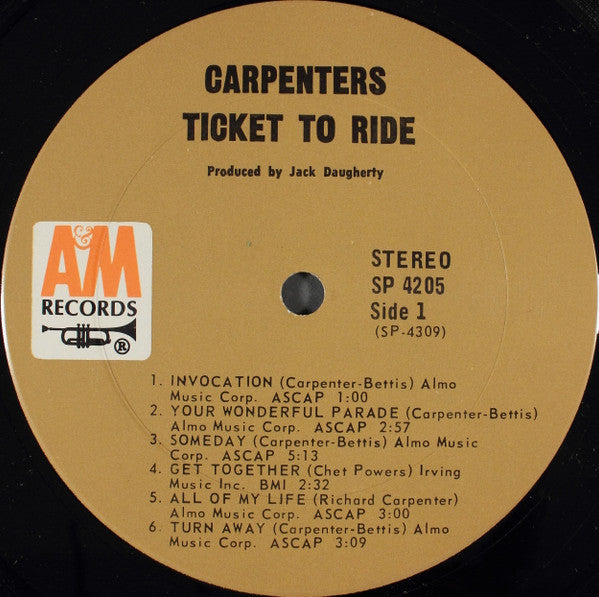 CARPENTERS
TICKET TO RIDE
Produced by Jack Daugherty
A&M
RECORDS
®
STEREO
SP 4205
Side 1
(SP-4309)
1. INVOCATION (Carpenter-Bettis) Almo
Music Corp. ASCAP 1:00
2. YOUR WONDERFUL PARADE (Carpenter-Bettis)
Almo Music Corp. ASCAP 2:57
3. SOMEDAY (Carpenter-Bettis) Almo Music
Corp. ASCAP 5:13
4. GET TOGETHER (Chet Powers) Irving
Music Inc. BMI 2:32
5. ALL OF MY LIFE (Richard Carpenter)
Almo Music Corp. ASCAP 3:00
6. TURN AWAY (Carpenter-Bettis) Almo
Music Corp. ASCAP 3:09